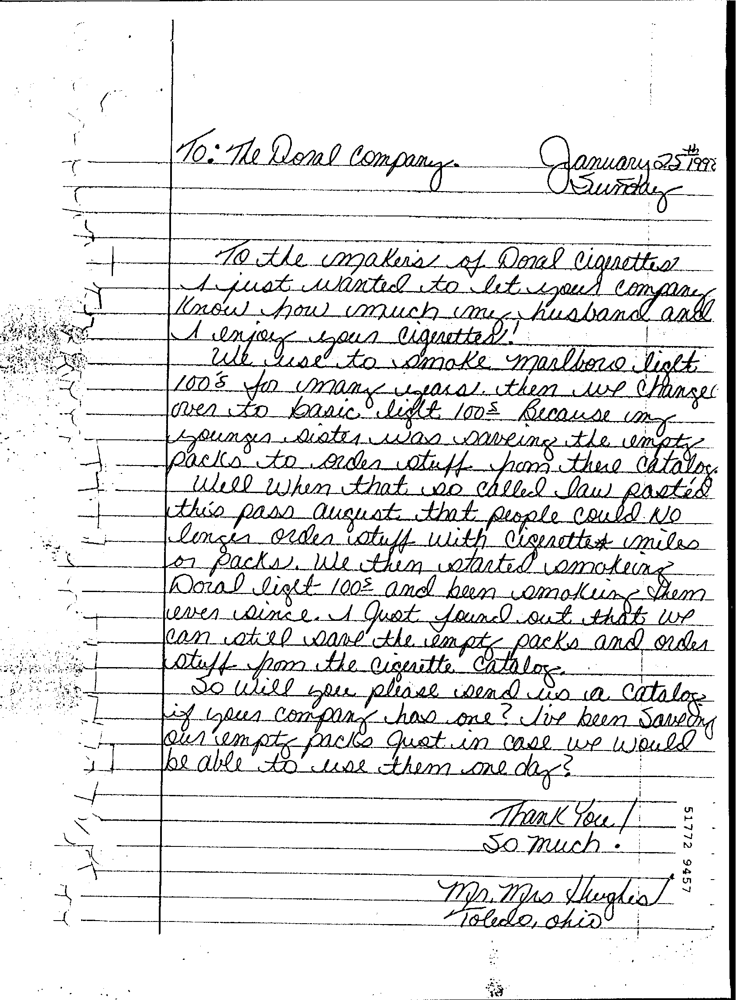 To: The Doral Company.
January 25th 1998
Sunday
To the makers of Doral Cigerettes
I just wanted to let your company
Know how much my husband and
I enjoy your cigerettes!
We use to smoke marlboro light
100's for many years. then we change
over to basic light 100s Because my
younger sister was saveing the empty
packs to order stuff from there catalog.
Well when that so called law pasted
this pass august that people could NO
longer order stuff with cigerettes miles
or packs. We then started smokeing
Doral light 100s and been smokeing them
ever since. I Just found out that we
can still save the empty packs and order
stuff from the cigerette catalog.
So will you please send us a catalog
if your company has one? I've been Saveing
our empty packs Just in case we would
be able to use them one day?
Thank You!
So much.
Mr. Mrs Hughes
Toledo, ohio
51772 9457